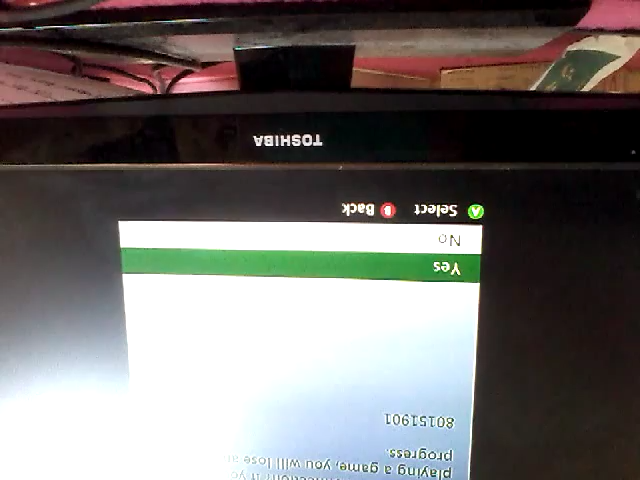 playing a game, you will lose
progress.
80151901
Yes
No
A Select B Back
TOSHIBA